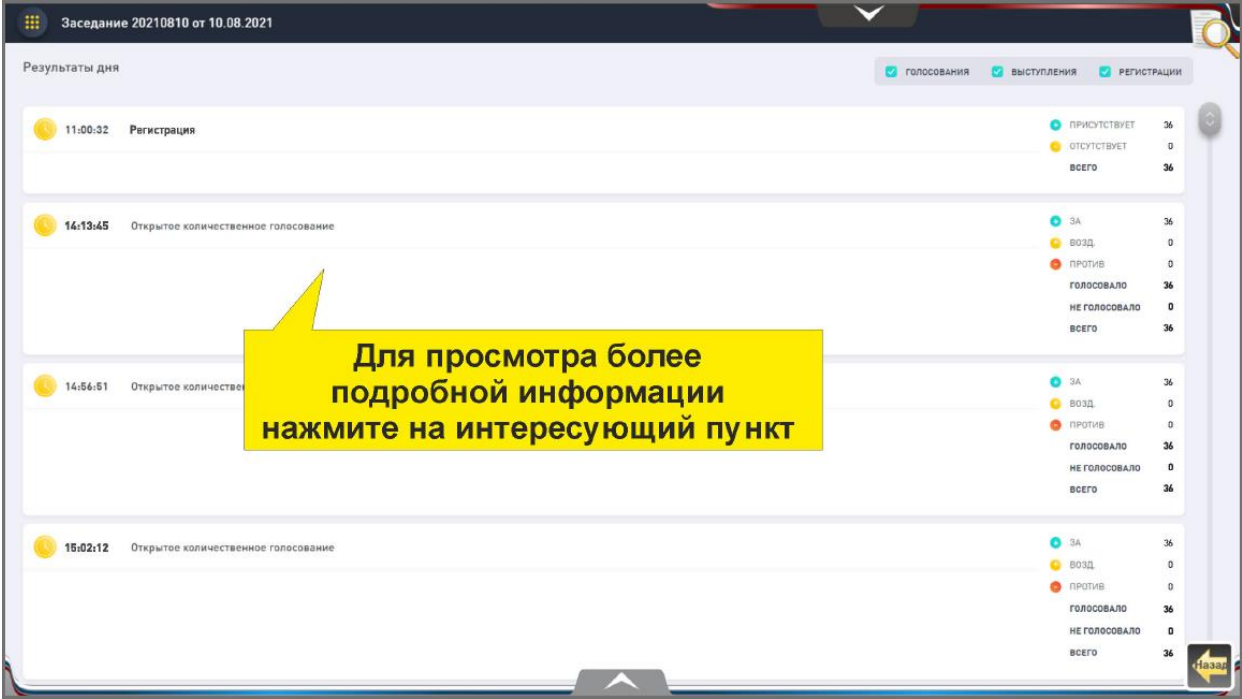 Заседание 20210810 от 10.08.2021
Результаты дня
ГОЛОСОВАНИЯ ВЫСТУПЛЕНИЯ РЕГИСТРАЦИИ
11:00:32 Регистрация
ПРИСУТСТВУЕТ 36
ОТСУТСТВУЕТ 0
ВСЕГО 36
14:13:45 Открытое количественное голосование
ЗА 36
ВОЗД. 0
ПРОТИВ 0
ГОЛОСОВАЛО 36
НЕ ГОЛОСОВАЛО 0
ВСЕГО 36
Для просмотра более
подробной информации
нажмите на интересующий пункт
14:56:51 Открытое
ЗА 36
ВОЗД. 0
ПРОТИВ 0
ГОЛОСОВАЛО 36
НЕ ГОЛОСОВАЛО 0
ВСЕГО 36
15:02:12 Открытое количественное голосование
ЗА 36
ВОЗД. 0
ПРОТИВ 0
ГОЛОСОВАЛО 36
НЕ ГОЛОСОВАЛО 0
ВСЕГО 36
Назад